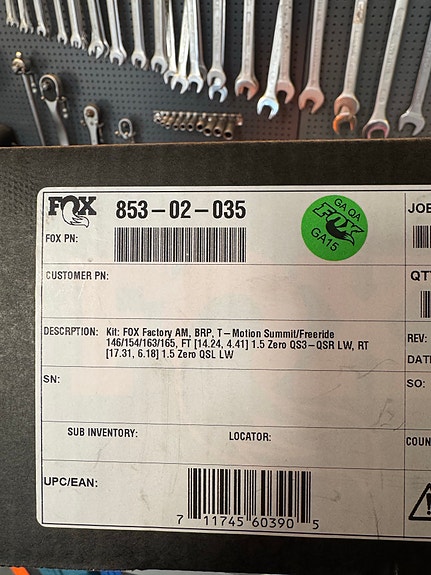 FOX 853-02-035
GA QA
FOX
GA15
JOB
FOX PN:
CUSTOMER PN:
QTY
DESCRPTION: Kit: FOX Factory AM, BRP, T-Motion Summit/Freeride
146/154/163/165, FT [14.24, 4.41] 1.5 Zero QS3-QSR LW, RT
[17.31, 6.18] 1.5 Zero QSL LW
REV:
DATE
SN:
SO:
SUB INVENTORY: LOCATOR:
COUN
UPC/EAN:
7 11745 60390 5